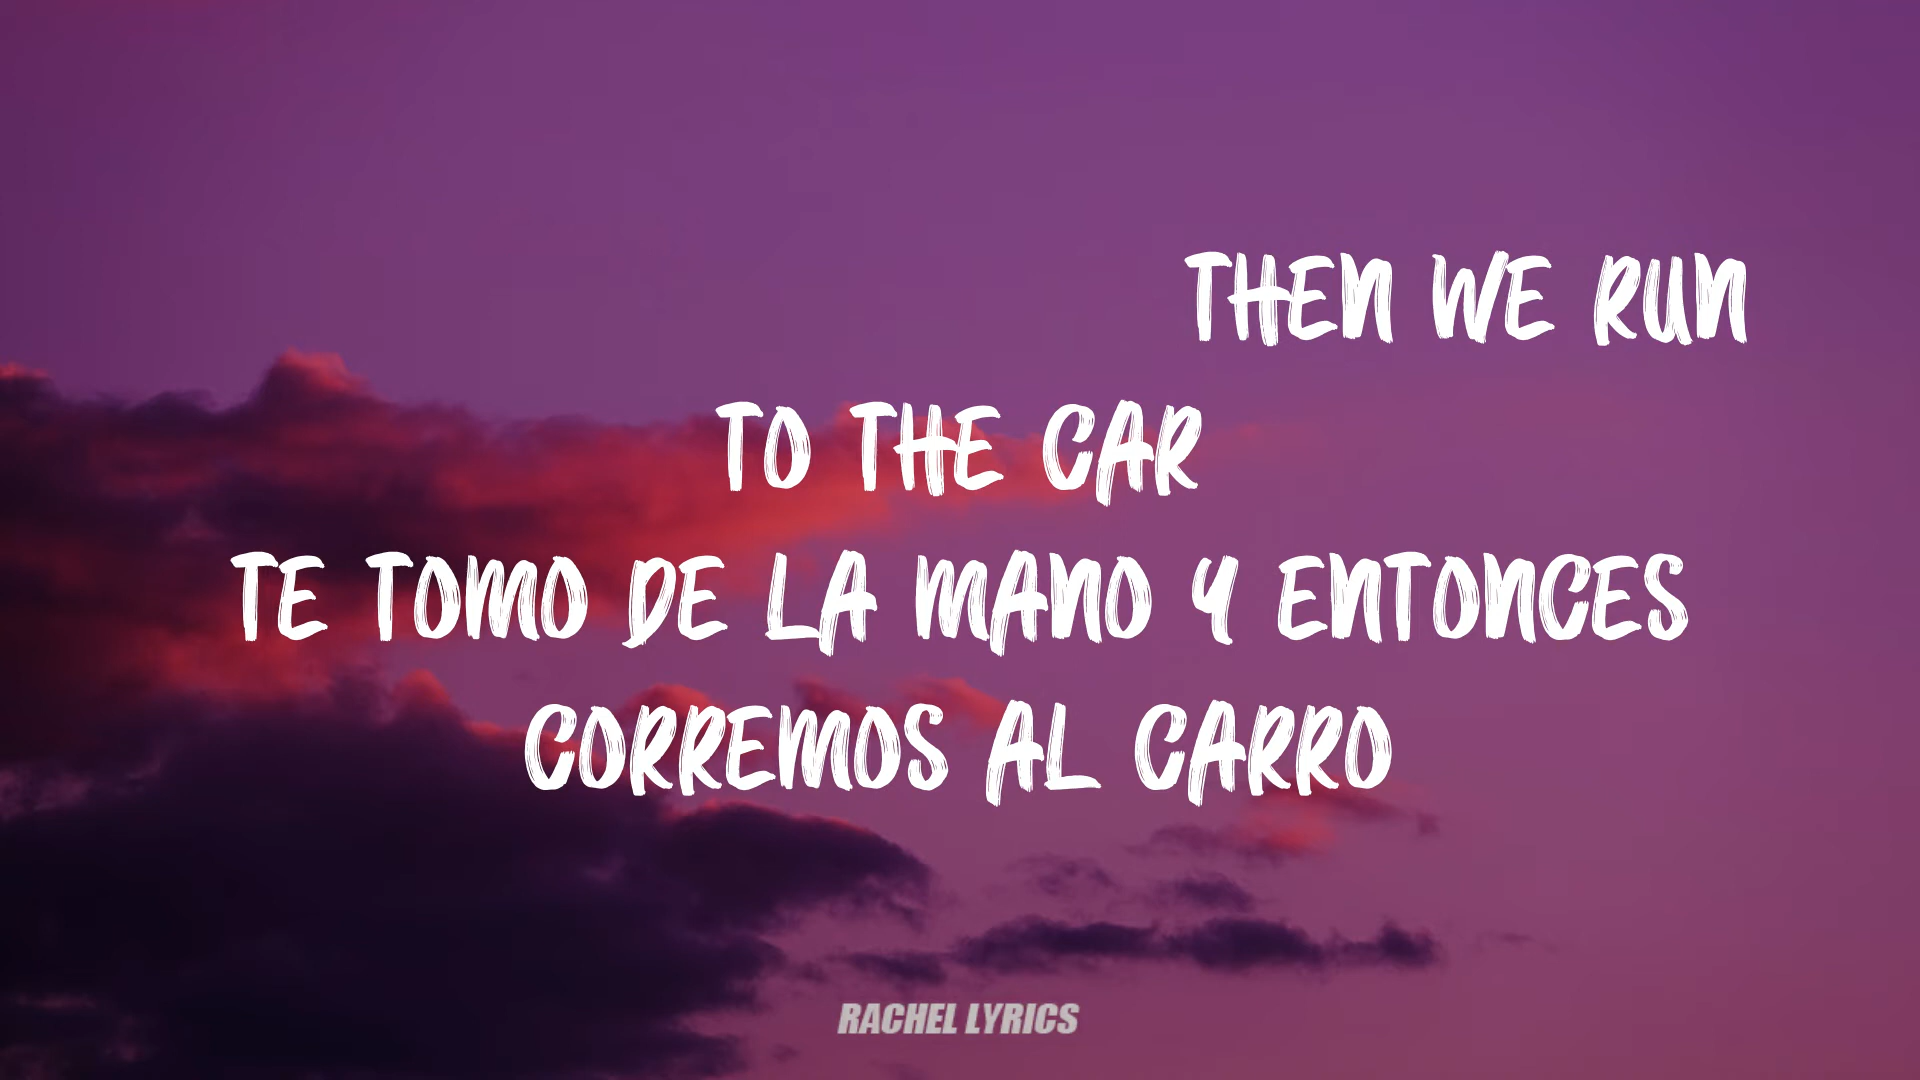 THEN WE RUN
TO THE CAR
TE TOMO DE LA MANO Y ENTONCES
CORREMOS AL CARRO
RACHEL LYRICS